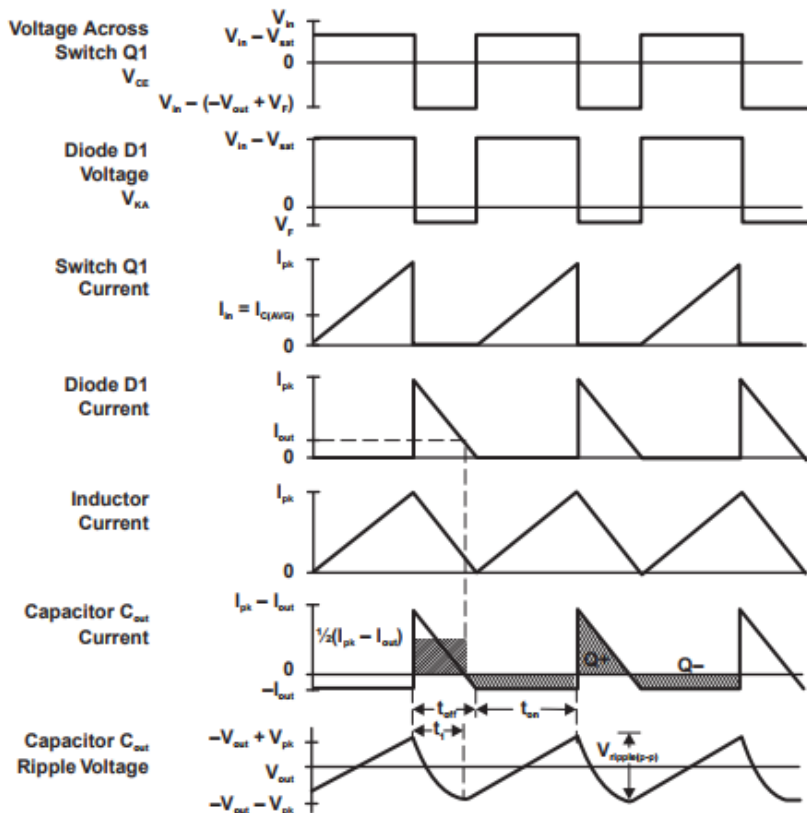 Voltage Across
Switch Q1
V_CE
V_in
V_in – V_sat
0
V_in – (–V_out + V_F)
Diode D1
Voltage
V_KA
V_in – V_sat
0
V_F
Switch Q1
Current
I_pk
I_in = I_C(AVG)
0
Diode D1
Current
I_pk
I_out
0
Inductor
Current
I_pk
0
Capacitor C_out
Current
I_pk – I_out
½(I_pk – I_out)
0
–I_out
Q+
Q–
t_off
t_on
t_1
Capacitor C_out
Ripple Voltage
–V_out + V_pk
V_out
–V_out – V_pk
V_ripple(p-p)